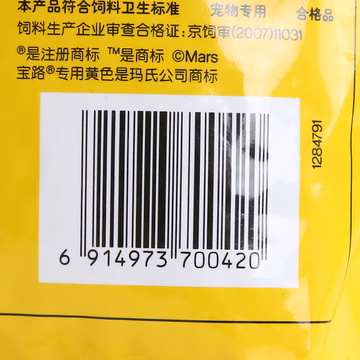 本产品符合饲料卫生标准 宠物专用 合格品
饲料生产企业审查合格证：京饲审(2007)11031
®是注册商标 ™是商标 ©Mars
宝路®专用黄色是玛氏公司商标
1284791
6 914973 700420